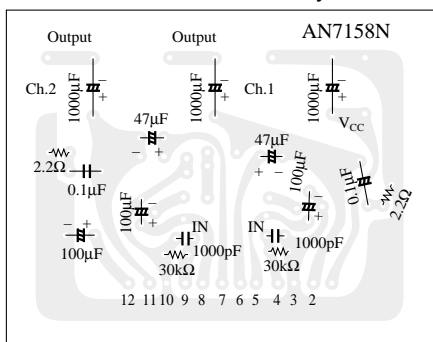 Output
Output
AN7158N
Ch.2
1000µF
−
+
1000µF
−
+
Ch.1
1000µF
−
+
VCC
47µF
− +
47µF
+ −
2.2Ω
0.1µF
100µF
−
+
100µF
−
+
0.1µF
2.2Ω
− +
100µF
IN
1000pF
30kΩ
IN
1000pF
30kΩ
12 11 10 9 8 7 6 5 4 3 2